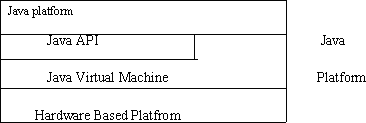 Java platform
Java API Java
Java Virtual Machine Platform
Hardware Based Platfrom